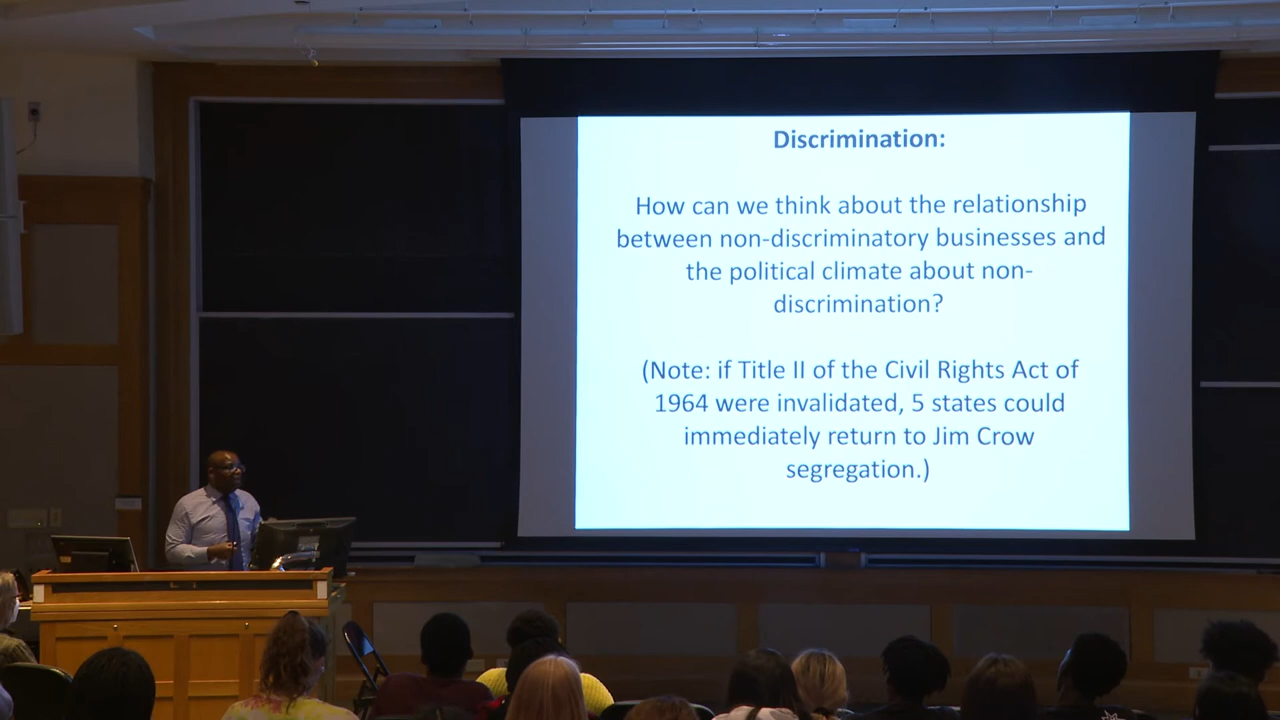 Discrimination:
How can we think about the relationship
between non-discriminatory businesses and
the political climate about non-
discrimination?
(Note: if Title II of the Civil Rights Act of
1964 were invalidated, 5 states could
immediately return to Jim Crow
segregation.)